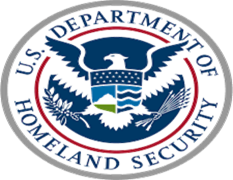 U.S. DEPARTMENT OF
HOMELAND SECURITY